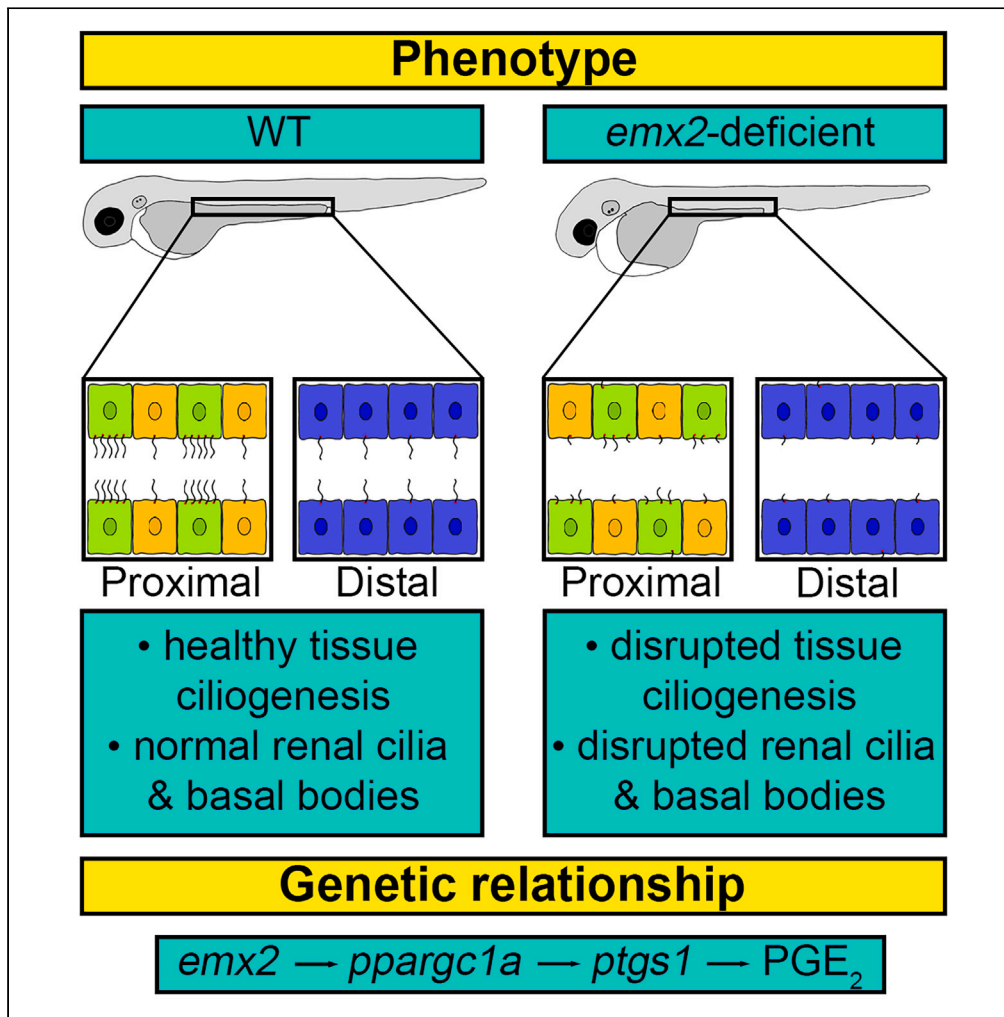 Phenotype
WT
emx2-deficient
Proximal
Distal
Proximal
Distal
• healthy tissue
ciliogenesis
• normal renal cilia
& basal bodies
• disrupted tissue
ciliogenesis
• disrupted renal cilia
& basal bodies
Genetic relationship
emx2 → ppargc1a → ptgs1 → PGE₂